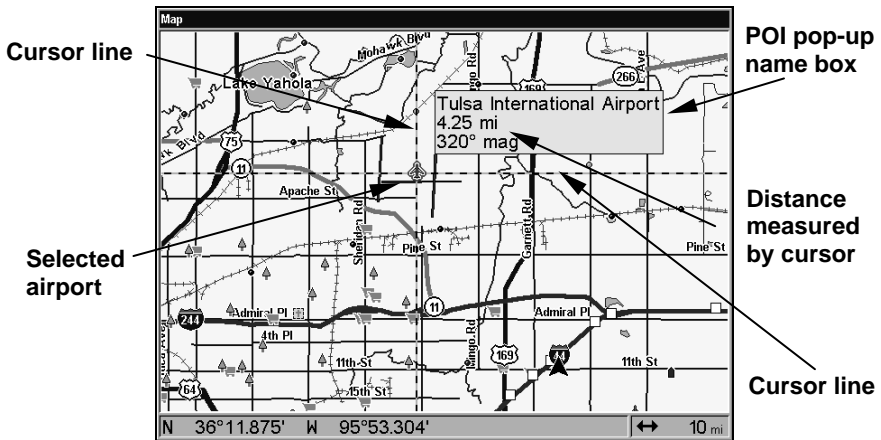 Map
Cursor line
POI pop-up
name box
Mohawk Blvd
Lake Yahola
266
169
Tulsa International Airport
4.25 mi
320° mag
75
11
Apache St
Sheridan Rd
Garnett Rd
Distance
measured
by cursor
Selected
airport
Pine St
Pine St
244
Admiral Pl
11
Admiral Pl
4th Pl
Mingo Rd
169
44
11th St
11th St
64
15th St
Cursor line
N 36°11.875' W 95°53.304'
10 mi